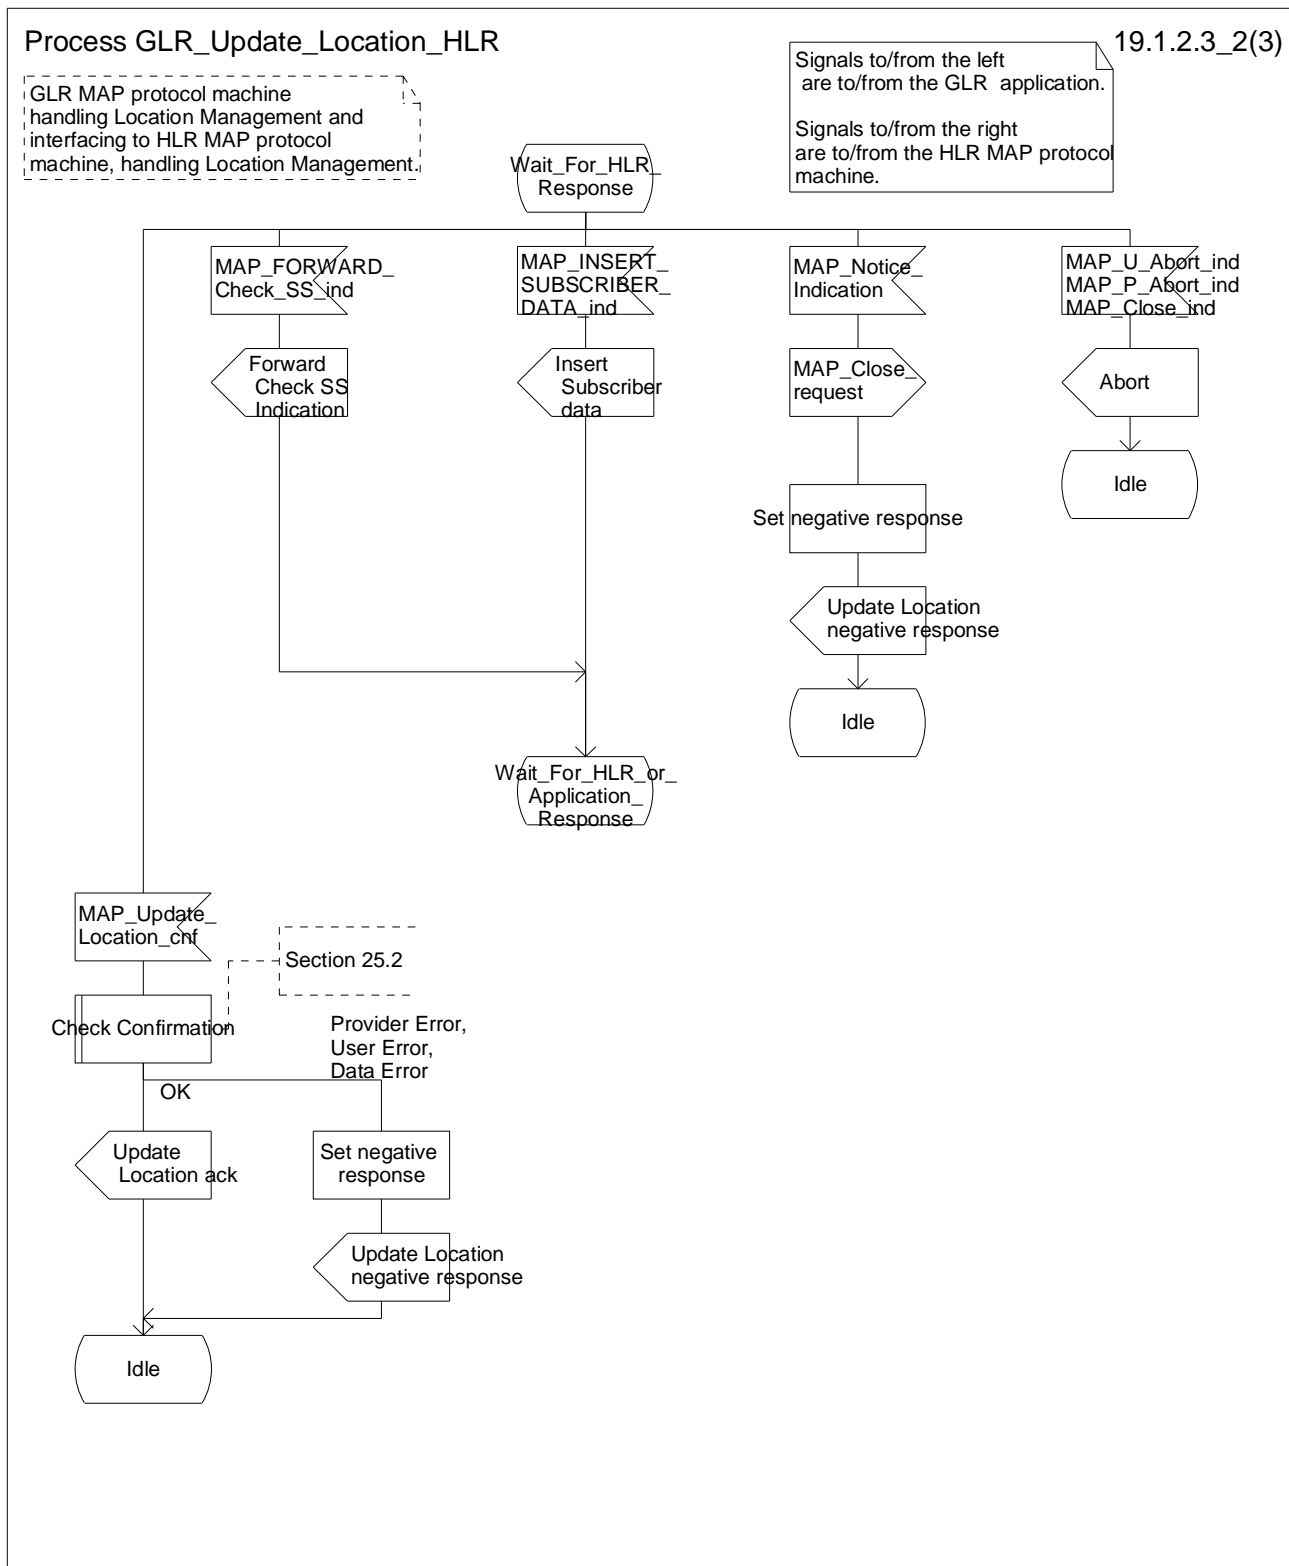 Process GLR_Update_Location_HLR
19.1.2.3_2(3)
GLR MAP protocol machine
handling Location Management and
interfacing to HLR MAP protocol
machine, handling Location Management.
Signals to/from the left
are to/from the GLR application.
Signals to/from the right
are to/from the HLR MAP protocol
machine.
Wait_For_HLR_
Response
MAP_FORWARD_
Check_SS_ind
MAP_INSERT_
SUBSCRIBER_
DATA_ind
MAP_Notice_
Indication
MAP_U_Abort_ind
MAP_P_Abort_ind
MAP_Close_ind
Forward
Check SS
Indication
Insert
Subscriber
data
MAP_Close_
request
Abort
Idle
Set negative response
Update Location
negative response
Idle
Wait_For_HLR_or_
Application_
Response
MAP_Update_
Location_cnf
Section 25.2
Check Confirmation
Provider Error,
User Error,
Data Error
OK
Update
Location ack
Set negative
response
Update Location
negative response
Idle